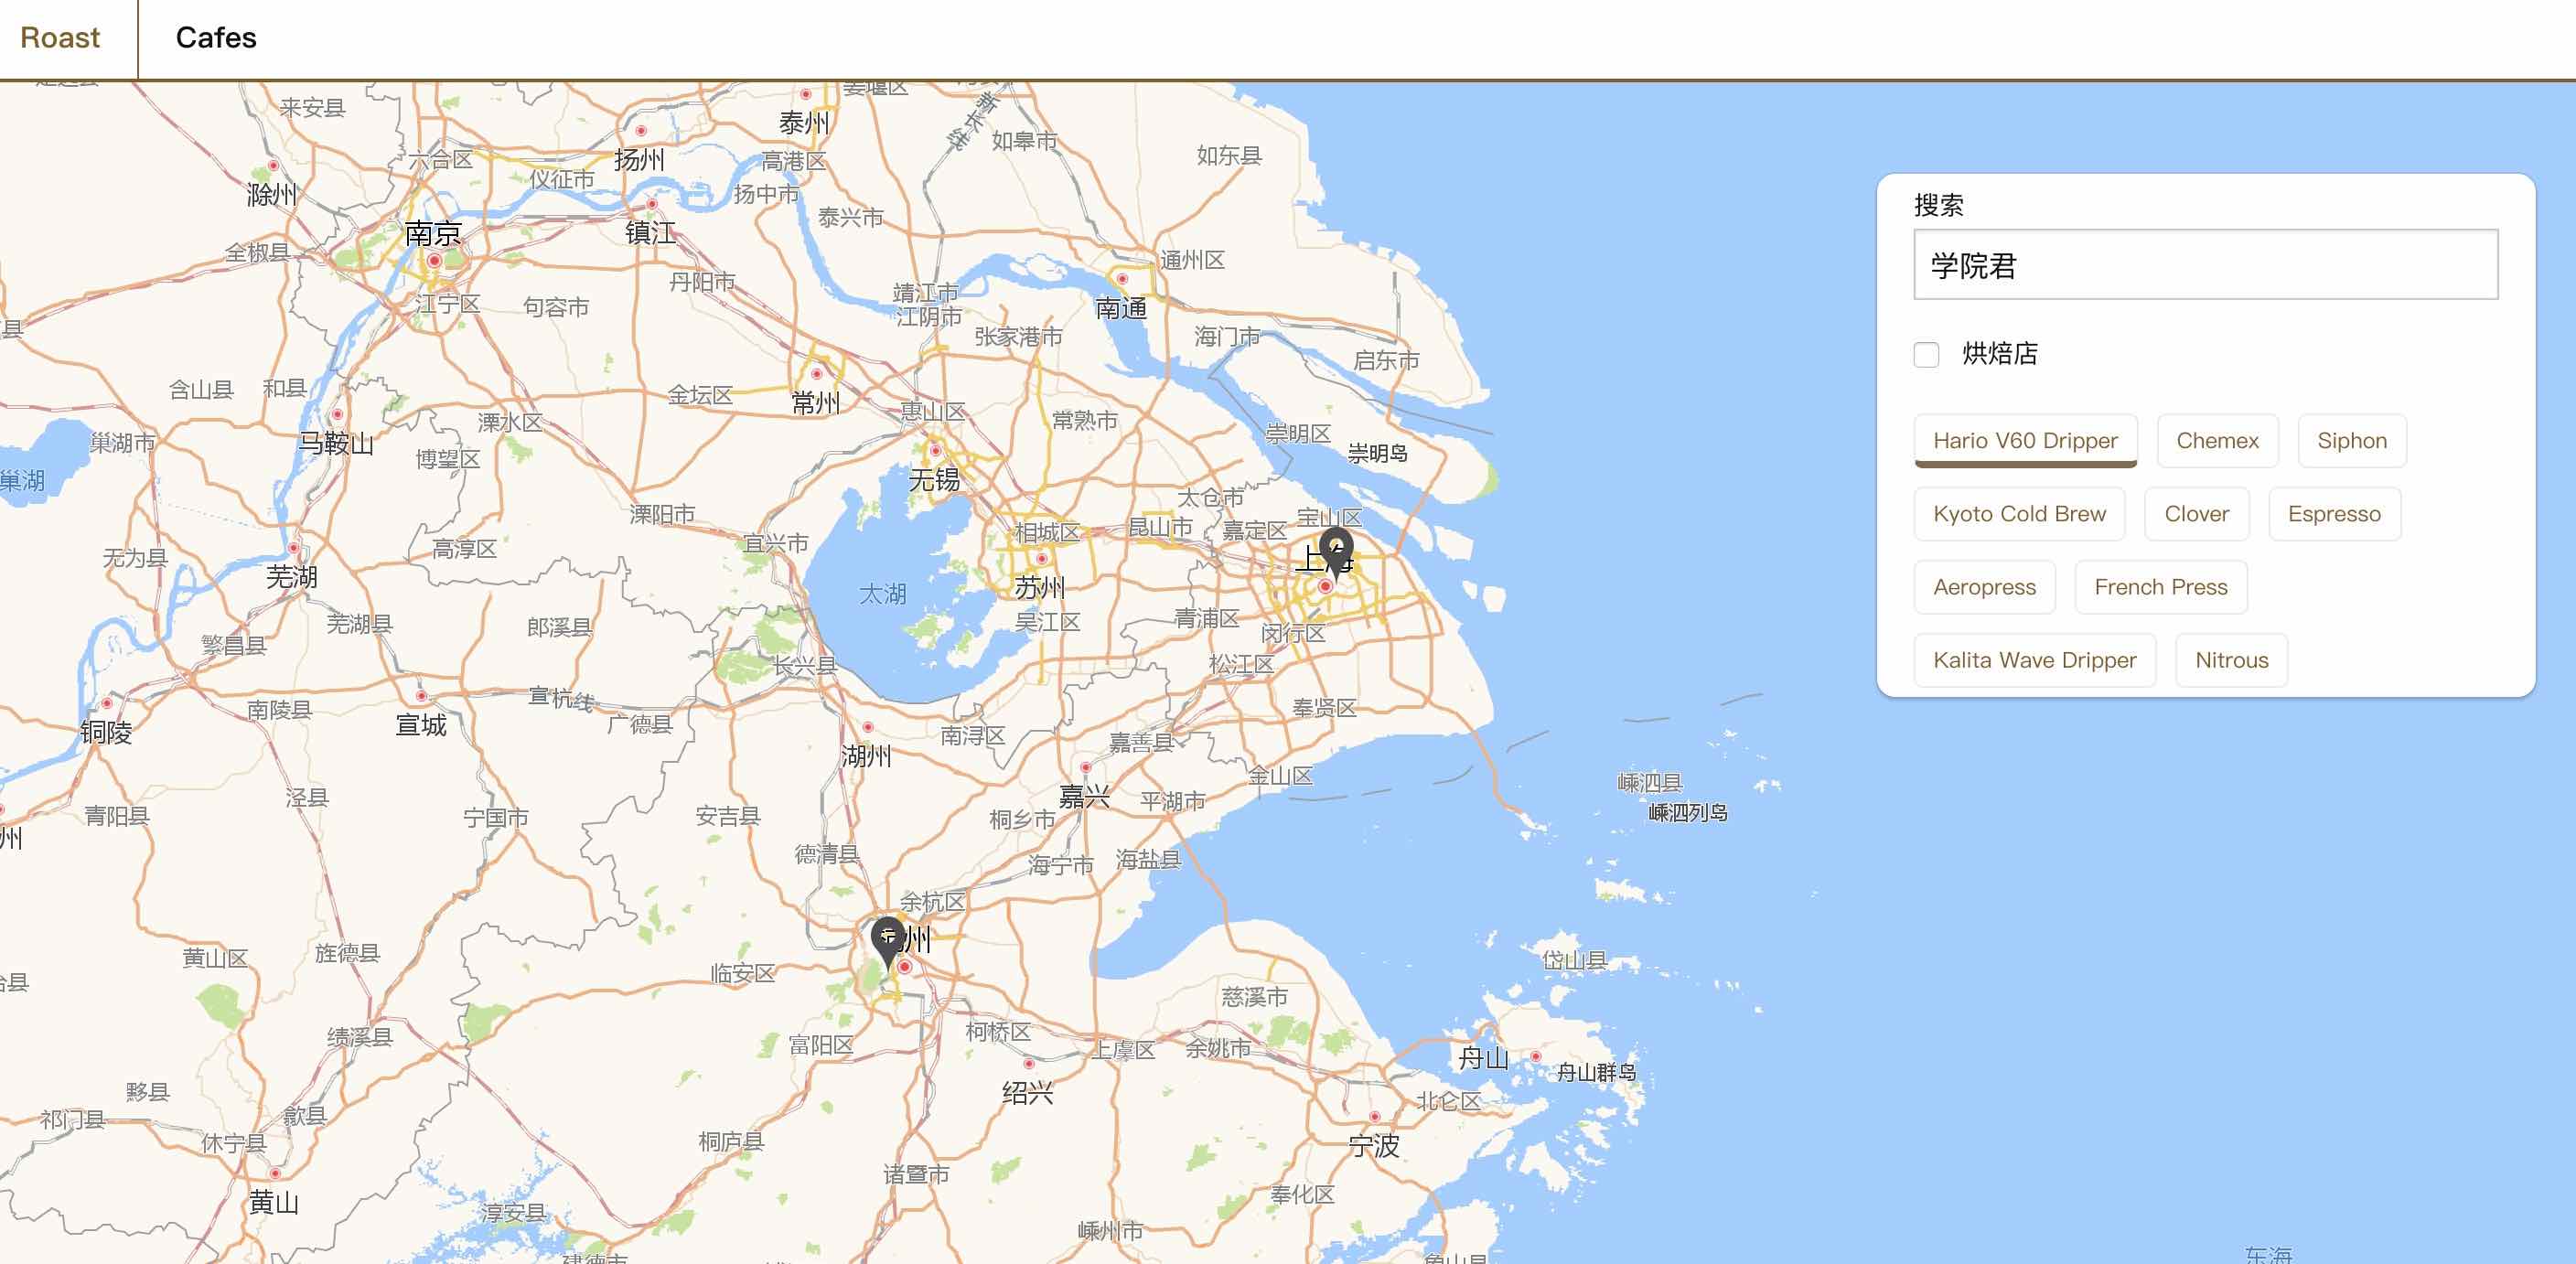 Roast
Cafes
来安县
泰州
姜堰区
新长线
如皋市
扬州
六合区
高港区
如东县
仪征市
滁州
扬中市
泰兴市
南京
镇江
全椒县
通州区
丹阳市
江宁区
句容市
靖江市
江阴市
南通
张家港市
海门市
启东市
含山县
和县
金坛区
常州
惠山区
常熟市
溧水区
崇明区
崇明岛
巢湖市
马鞍山
博望区
巢湖
无锡
太仓市
溧阳市
宝山区
相城区
昆山市
嘉定区
无为县
高淳区
宜兴市
上海
芜湖
太湖
苏州
芜湖县
郎溪县
吴江区
青浦区
闵行区
繁昌县
长兴县
松江区
宣杭线
南陵县
广德县
奉贤区
铜陵
宣城
南浔区
嘉善县
湖州
金山区
嵊泗县
泾县
嘉兴
平湖市
嵊泗列岛
青阳县
宁国市
安吉县
桐乡市
州
德清县
海宁市
海盐县
余杭区
州
黄山区
旌德县
临安区
岱山县
慈溪市
绩溪县
富阳区
柯桥区
上虞区
余姚市
舟山
舟山群岛
黟县
绍兴
祁门县
歙县
北仑区
休宁县
桐庐县
宁波
诸暨市
黄山
奉化区
淳安县
嵊州市
建德市
象山县
东海
搜索
学院君
烘焙店
Hario V60 Dripper
Chemex
Siphon
Kyoto Cold Brew
Clover
Espresso
Aeropress
French Press
Kalita Wave Dripper
Nitrous